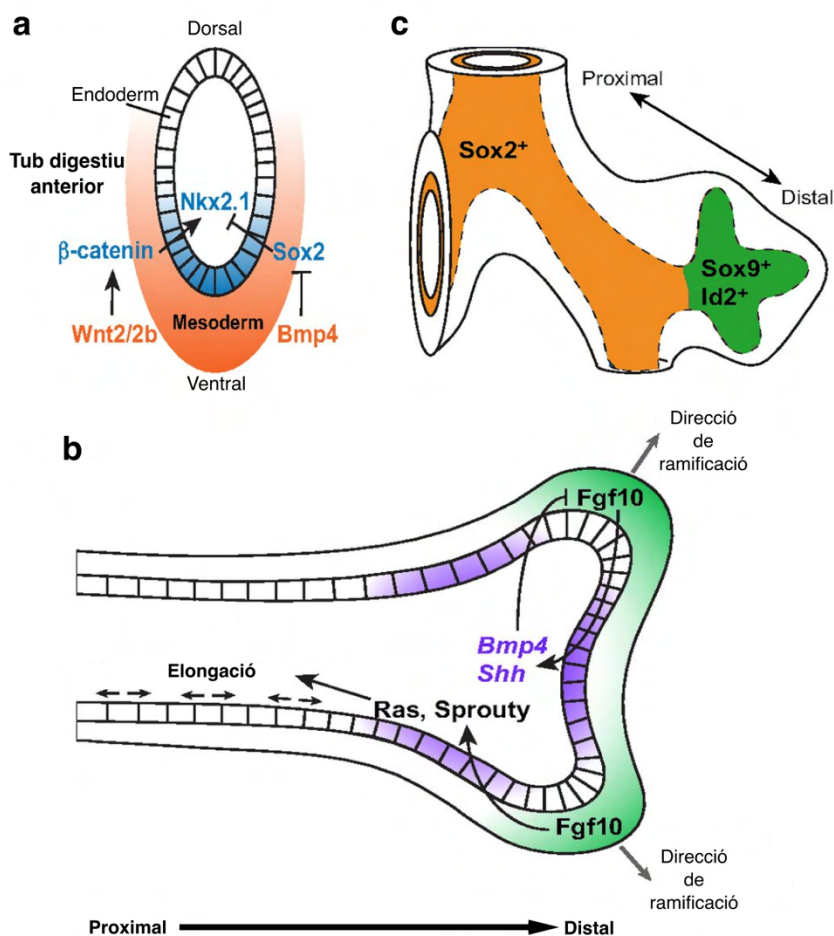 a
Dorsal
Endoderm
Tub digestiu
anterior
Nkx2.1
β-catenin
Sox2
Mesoderm
Wnt2/2b
Bmp4
Ventral
c
Proximal
Sox2⁺
Distal
Sox9⁺
Id2⁺
b
Direcció
de
ramificació
Fgf10
Bmp4
Shh
Elongació
Ras, Sprouty
Fgf10
Direcció
de
ramificació
Proximal
Distal